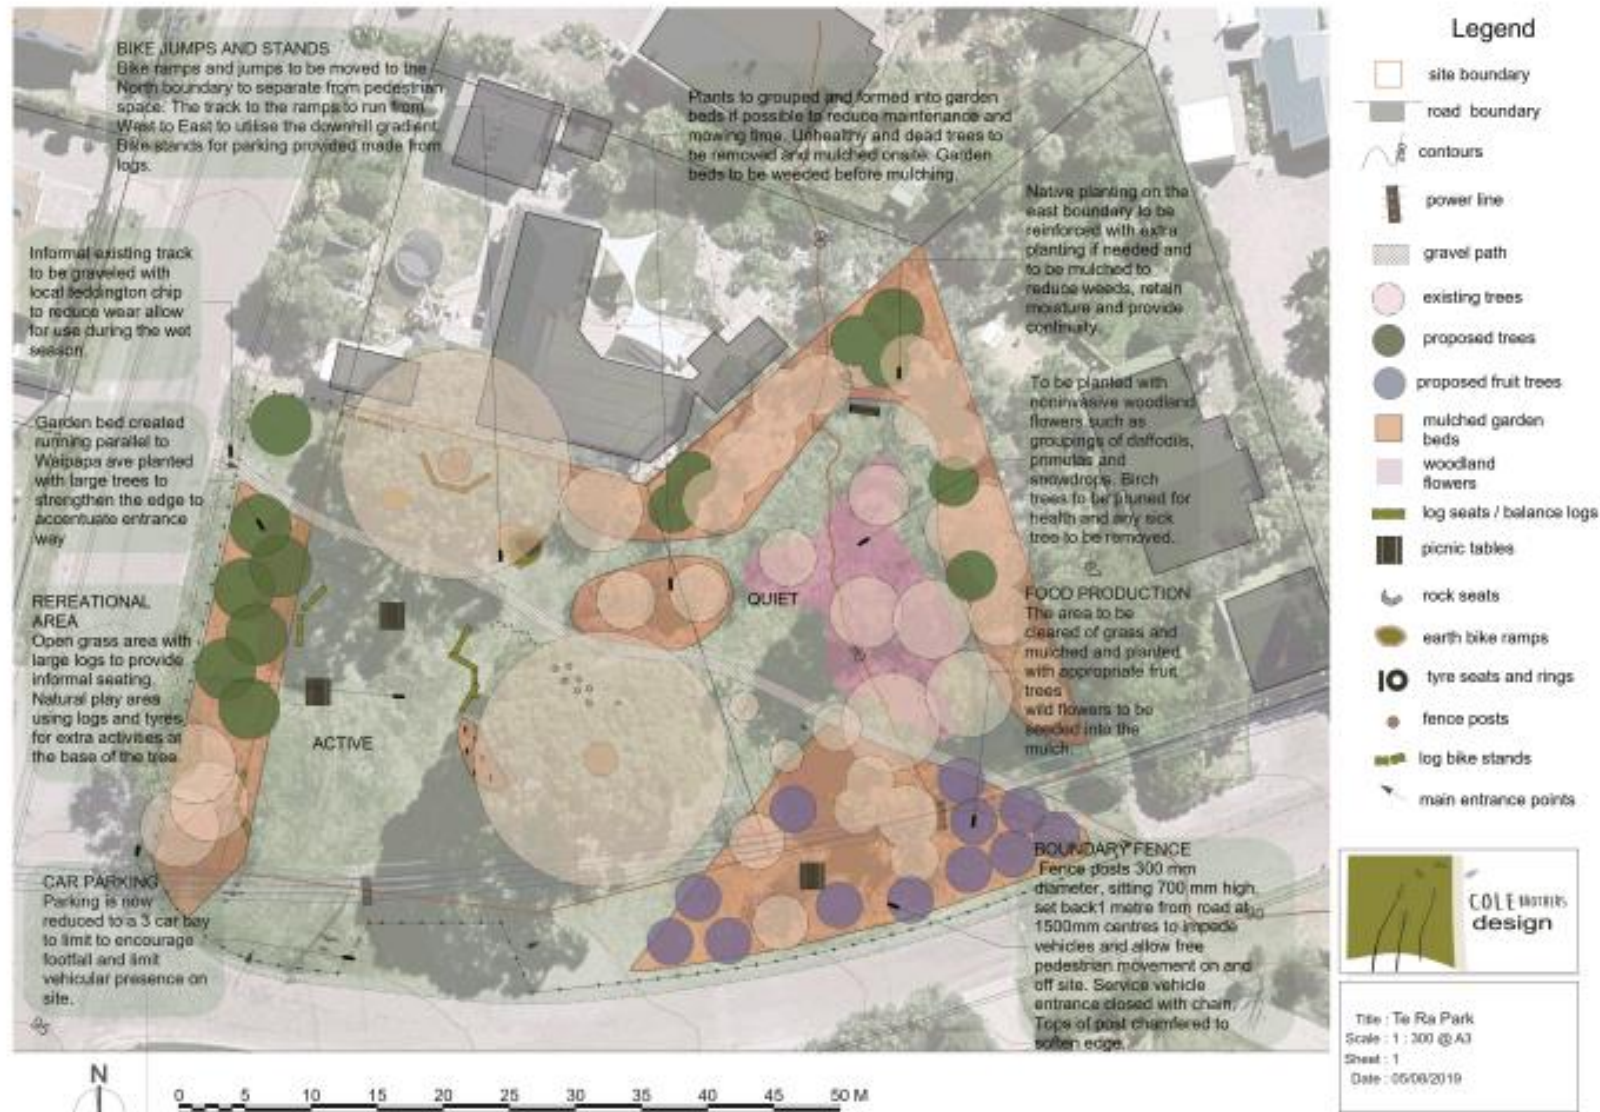 BIKE JUMPS AND STANDS
Bike ramps and jumps to be moved to the
North boundary to separate from pedestrian
space. The track to the ramps to run from
West to East to utilise the downhill gradient.
Bike stands for parking provided made from
logs.
Plants to grouped and formed into garden
beds if possible to reduce maintenance and
mowing time. Unhealthy and dead trees to
be removed and mulched onsite. Garden
beds to be weeded before mulching.
Native planting on the
east boundary to be
reinforced with extra
planting if needed and
to be mulched to
reduce weeds, retain
moisture and provide
continuity.
Informal existing track
to be graveled with
local teddington chip
to reduce wear allow
for use during the wet
season.
To be planted with
noninvasive woodland
flowers such as
groupings of daffodils,
primulas and
snowdrops. Birch
trees to be pruned for
health and any sick
tree to be removed.
Garden bed created
running parallel to
Waipapa ave planted
with large trees to
strengthen the edge to
accentuate entrance
way
REREATIONAL
AREA
Open grass area with
large logs to provide
informal seating.
Natural play area
using logs and tyres,
for extra activities at
the base of the tree.
QUIET
ACTIVE
FOOD PRODUCTION
The area to be
cleared of grass and
mulched and planted
with appropriate fruit
trees
wild flowers to be
seeded into the
mulch.
CAR PARKING
Parking is now
reduced to a 3 car bay
to limit to encourage
footfall and limit
vehicular presence on
site.
BOUNDARY FENCE
Fence posts 300 mm
diameter, sitting 700 mm high.
set back1 metre from road at
1500mm centres to impede
vehicles and allow free
pedestrian movement on and
off site. Service vehicle
entrance closed with chain.
Tops of post chamfered to
soften edge.
90
95
N
0 5 10 15 20 25 30 35 40 45 50 M
Legend
site boundary
road boundary
contours
power line
gravel path
existing trees
proposed trees
proposed fruit trees
mulched garden
beds
woodland
flowers
log seats / balance logs
picnic tables
rock seats
earth bike ramps
tyre seats and rings
fence posts
log bike stands
main entrance points
COLE BROTHERS
design
Title : Te Ra Park
Scale : 1 : 300 @ A3
Sheet : 1
Date : 05/08/2019